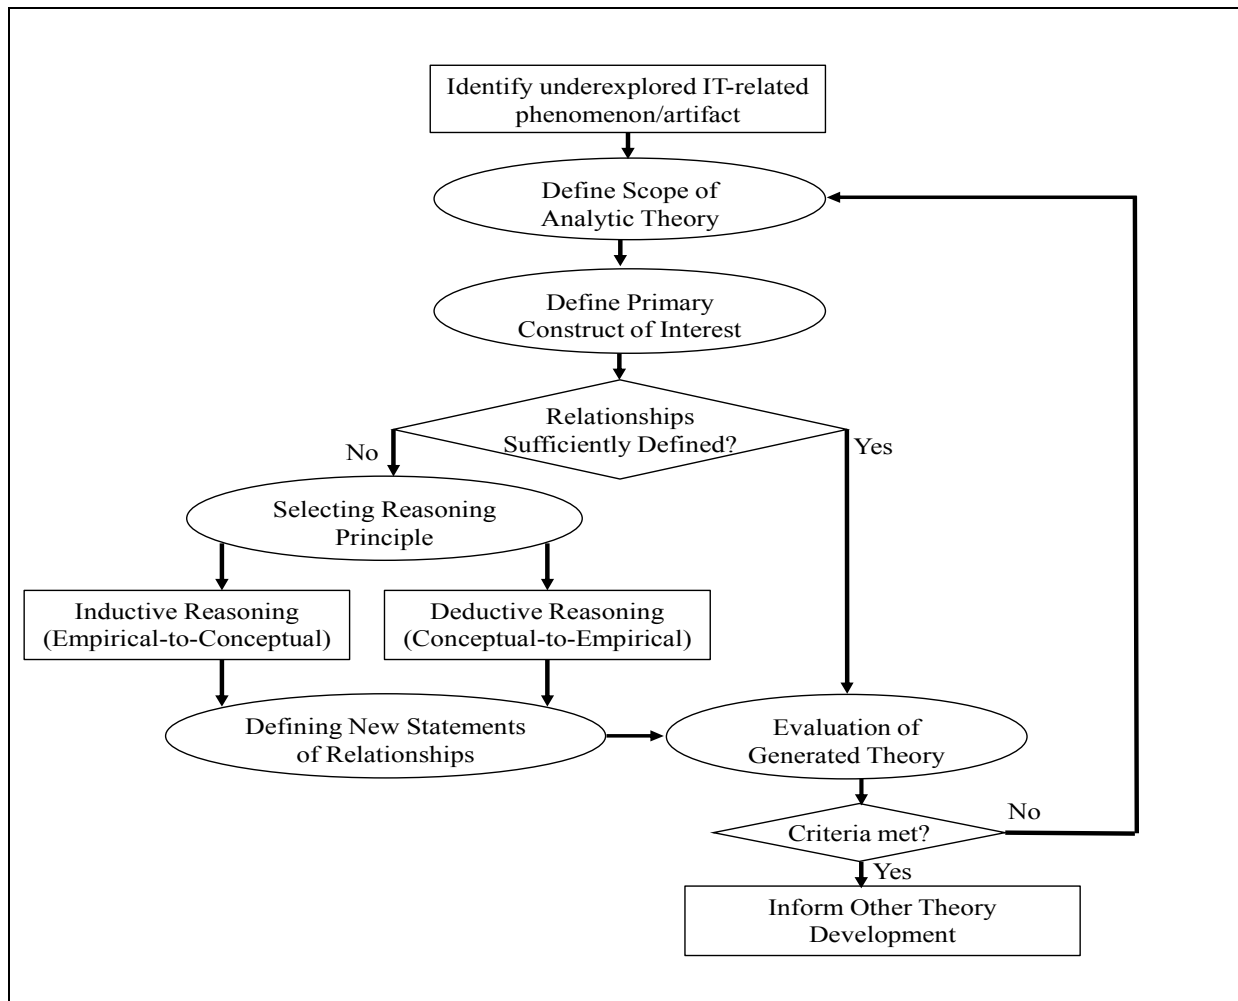 Identify underexplored IT-related
phenomenon/artifact
Define Scope of
Analytic Theory
Define Primary
Construct of Interest
Relationships
Sufficiently Defined?
No
Yes
Selecting Reasoning
Principle
Inductive Reasoning
(Empirical-to-Conceptual)
Deductive Reasoning
(Conceptual-to-Empirical)
Defining New Statements
of Relationships
Evaluation of
Generated Theory
Criteria met?
No
Yes
Inform Other Theory
Development